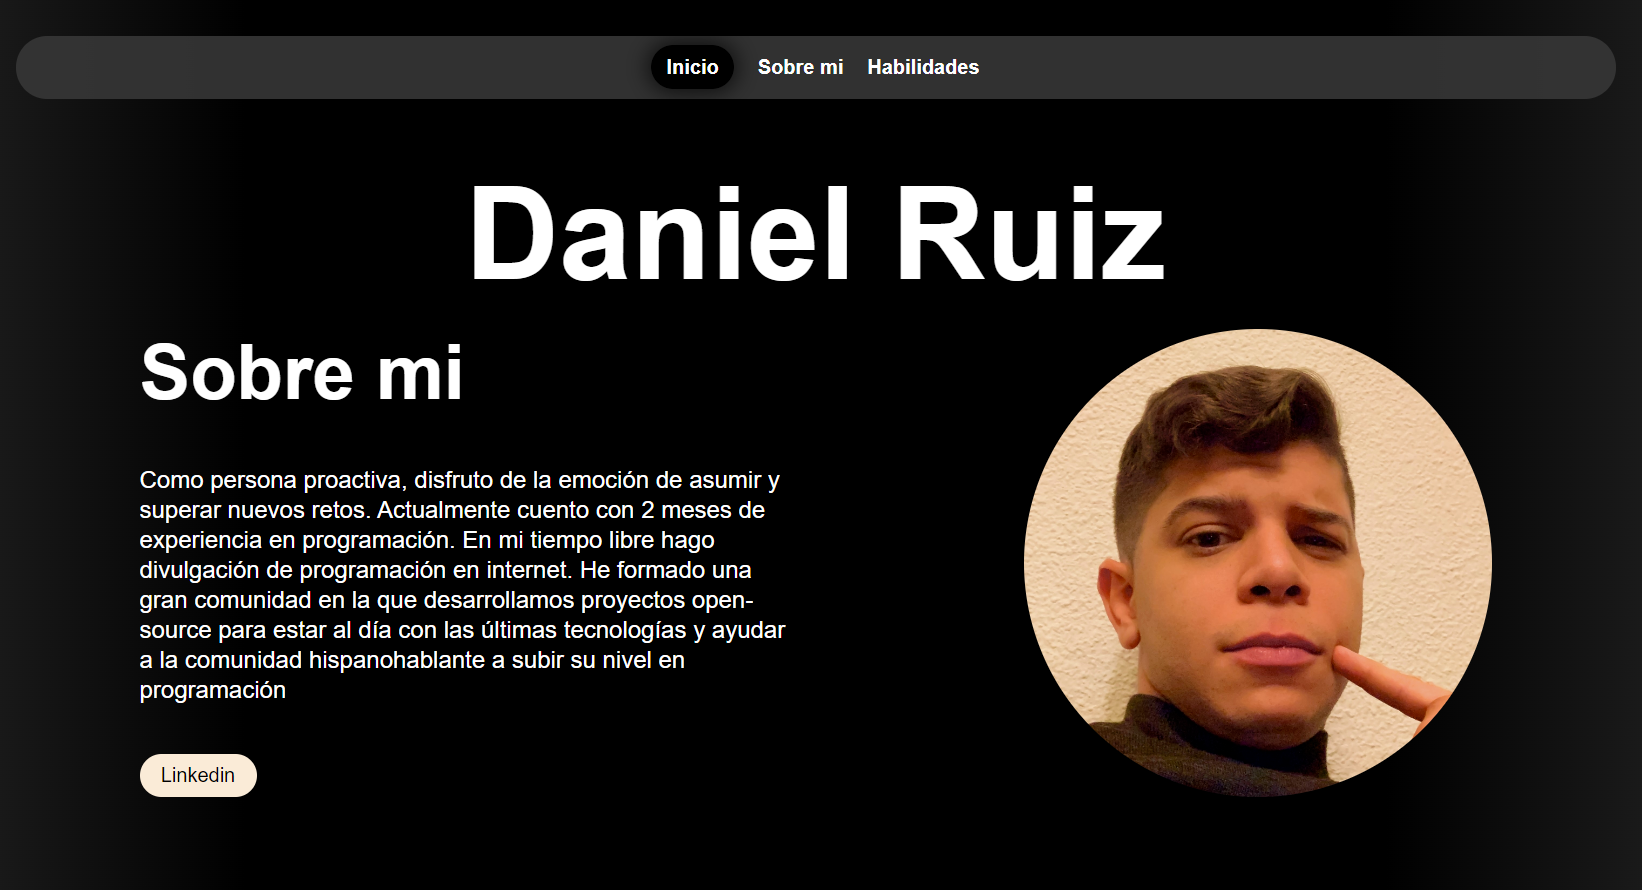 Inicio Sobre mi Habilidades
Daniel Ruiz
Sobre mi
Como persona proactiva, disfruto de la emoción de asumir y
superar nuevos retos. Actualmente cuento con 2 meses de
experiencia en programación. En mi tiempo libre hago
divulgación de programación en internet. He formado una
gran comunidad en la que desarrollamos proyectos open-
source para estar al día con las últimas tecnologías y ayudar
a la comunidad hispanohablante a subir su nivel en
programación
Linkedin